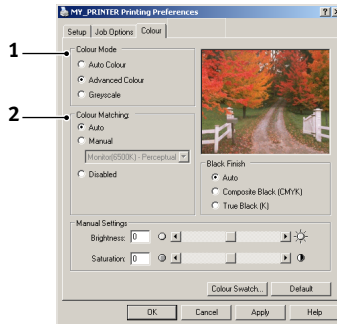 MY_PRINTER Printing Preferences
Setup Job Options Colour
1
Colour Mode
Auto Colour
Advanced Colour
Greyscale
2
Colour Matching:
Auto
Manual
Monitor(6500K) - Perceptual
Disabled
Black Finish
Auto
Composite Black (CMYK)
True Black (K)
Manual Settings
Brightness: 0
Saturation: 0
Colour Swatch... Default
OK Cancel Apply Help